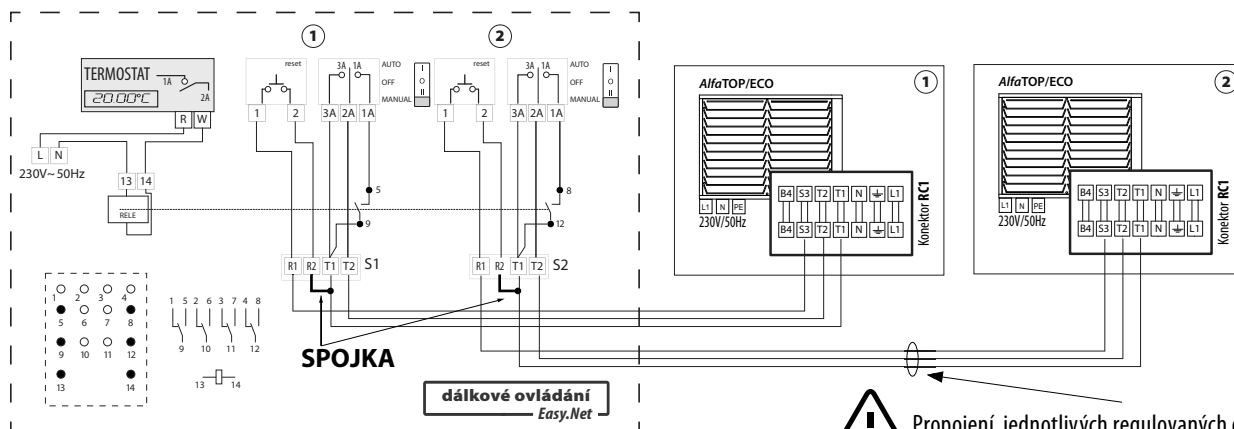 1
2
TERMOSTAT
1A
2A
20.00°C
R W
L N
230V~ 50Hz
13 14
RELE
reset
1 2
3A 1A
AUTO
OFF
MANUAL
I
O
II
3A 2A 1A
5
9
reset
1 2
3A 1A
AUTO
OFF
MANUAL
I
O
II
3A 2A 1A
8
12
R1 R2 T1 T2 S1
R1 R2 T1 T2 S2
SPOJKA
1 2 3 4
5 6 7 8
9 10 11 12
13 14
1 5 2 6 3 7 4 8
9 10 11 12
13 14
dálkové ovládání
Easy.Net
AlfaTOP/ECO
1
L1 N PE
230V/50Hz
B4 S3 T2 T1 N L1
B4 S3 T2 T1 N L1
Konektor RC1
AlfaTOP/ECO
2
L1 N PE
230V/50Hz
B4 S3 T2 T1 N L1
B4 S3 T2 T1 N L1
Konektor RC1
Propojení jednotlivých regulovaných